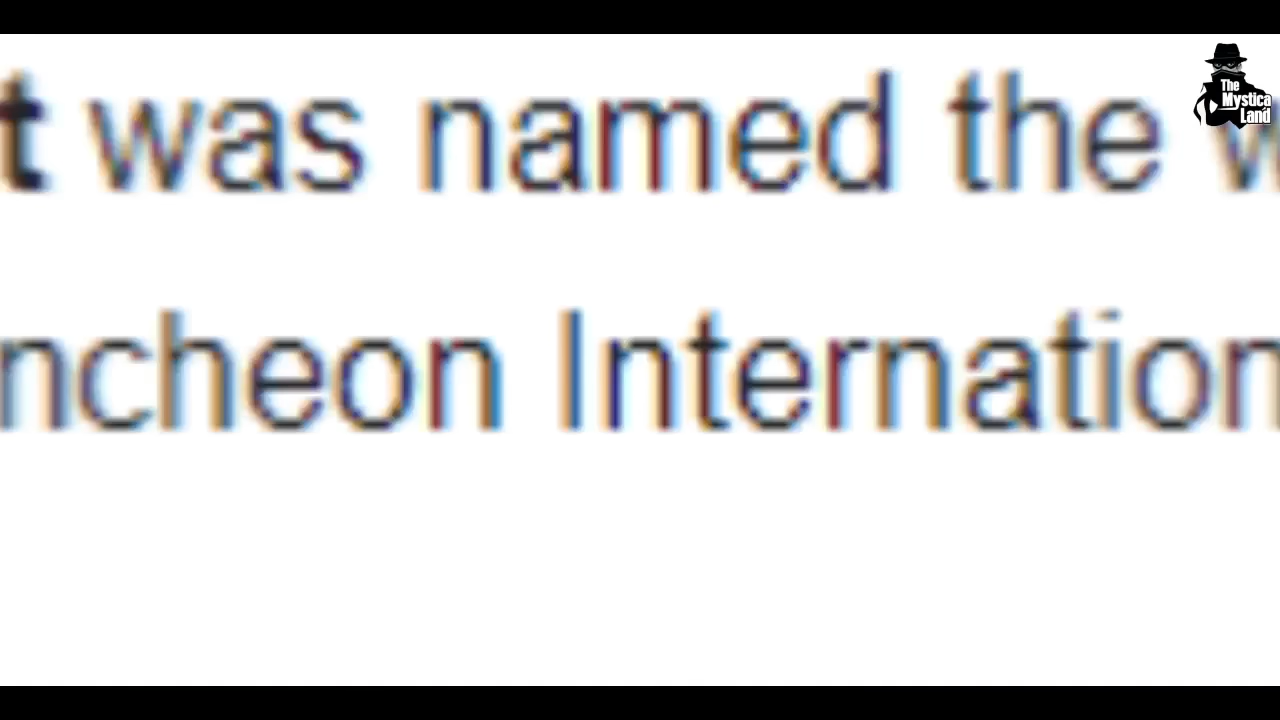 t was named the w
ncheon Internation
The
Mystica
Land